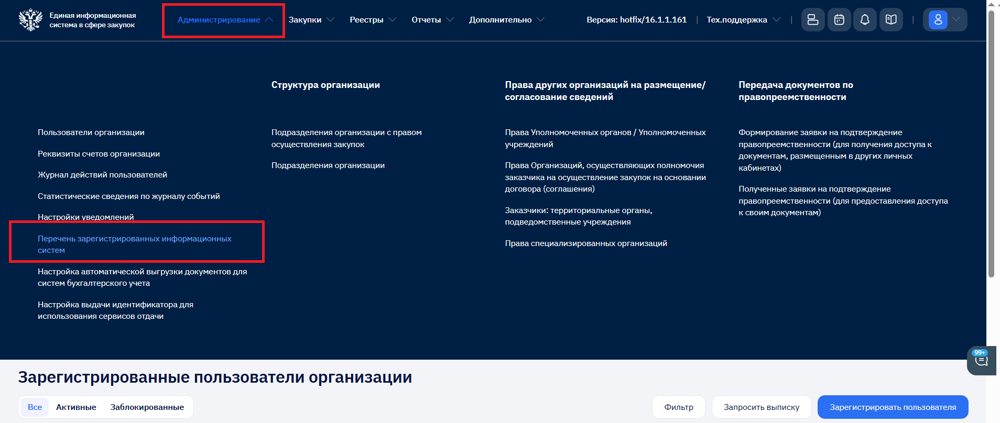 Единая информационная
система в сфере закупок
Администрирование
Закупки
Реестры
Отчеты
Дополнительно
Версия: hotfix/16.1.1.161
Тех.поддержка
Пользователи организации
Реквизиты счетов организации
Журнал действий пользователей
Статистические сведения по журналу событий
Настройки уведомлений
Перечень зарегистрированных информационных
систем
Настройка автоматической выгрузки документов для
систем бухгалтерского учета
Настройка выдачи идентификатора для
использования сервисов отдачи
Структура организации
Подразделения организации с правом
осуществления закупок
Подразделения организации
Права других организаций на размещение/
согласование сведений
Права Уполномоченных органов / Уполномоченных
учреждений
Права Организаций, осуществляющих полномочия
заказчика на осуществление закупок на основании
договора (соглашения)
Заказчики: территориальные органы,
подведомственные учреждения
Права специализированных организаций
Передача документов по
правопреемственности
Формирование заявки на подтверждение
правопреемственности (для получения доступа к
документам, размещенным в других личных
кабинетах)
Полученные заявки на подтверждение
правопреемственности (для предоставления доступа
к своим документам)
99+
Зарегистрированные пользователи организации
Все
Активные
Заблокированные
Фильтр
Запросить выписку
Зарегистрировать пользователя